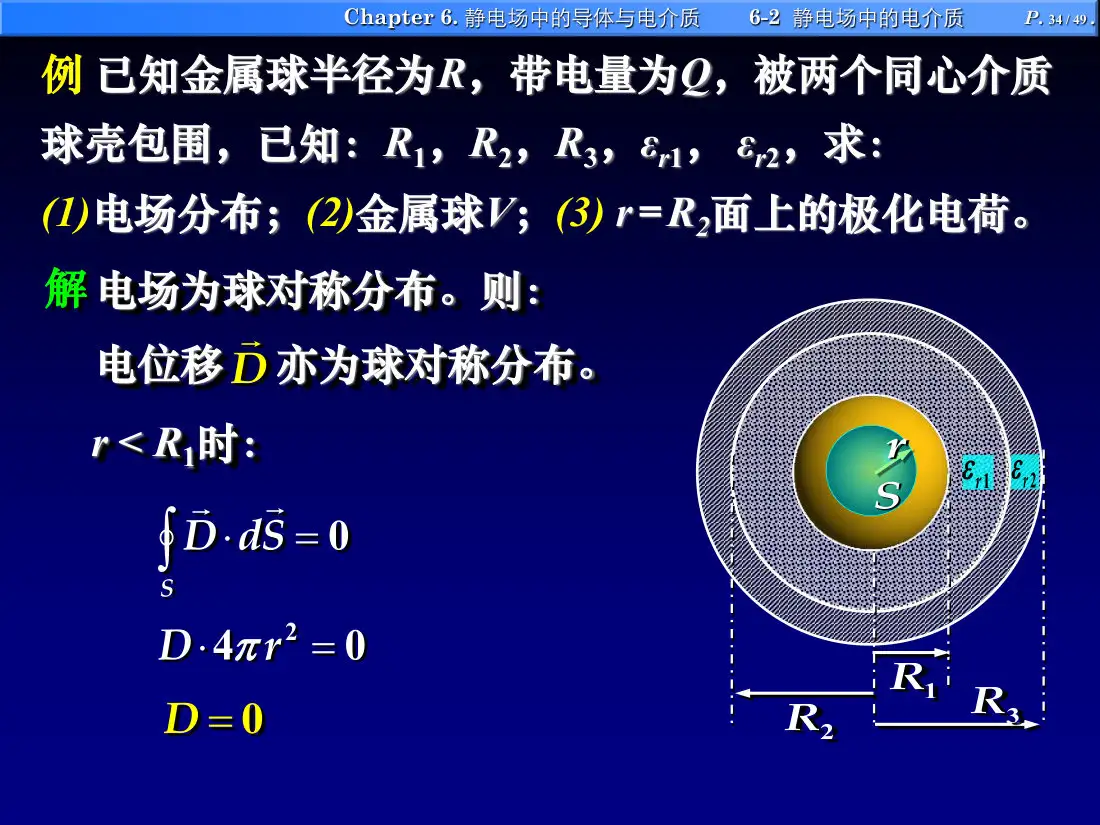 Chapter 6. 静电场中的导体与电介质 6-2 静电场中的电介质 P. 34 / 49 .
例 已知金属球半径为R，带电量为Q，被两个同心介质
球壳包围，已知：R₁，R₂，R₃，εr1， εr2，求：
(1)电场分布；(2)金属球V；(3) r = R₂面上的极化电荷。
解 电场为球对称分布。则：
电位移 D⃗ 亦为球对称分布。
r < R₁时：
∮S D⃗ · dS⃗ = 0
D · 4π r² = 0
D = 0
r
S
εr1
εr2
R₁
R₂
R₃